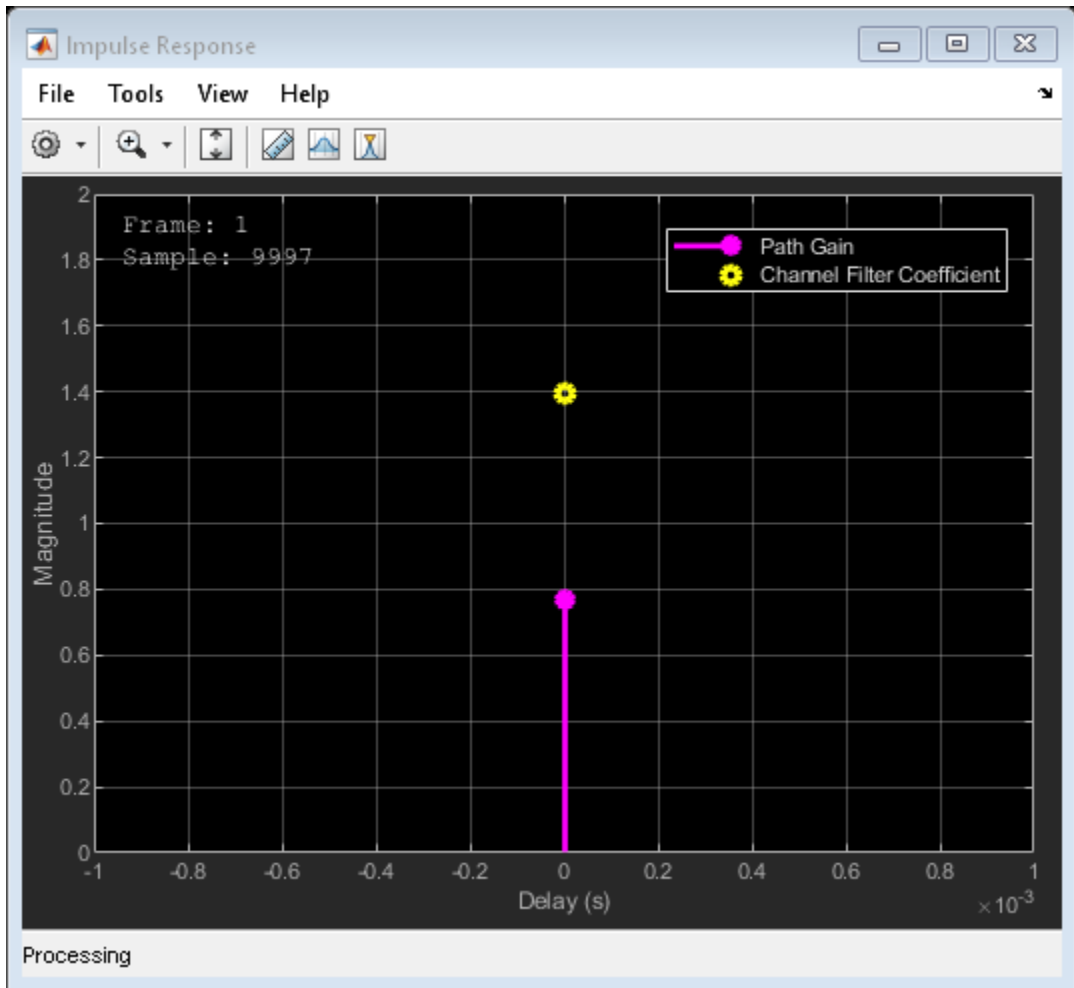 Impulse Response
File Tools View Help
Frame: 1
Sample: 9997
Path Gain
Channel Filter Coefficient
2
1.8
1.6
1.4
1.2
1
0.8
0.6
0.4
0.2
0
Magnitude
-1 -0.8 -0.6 -0.4 -0.2 0 0.2 0.4 0.6 0.8 1
Delay (s)
×10⁻³
Processing